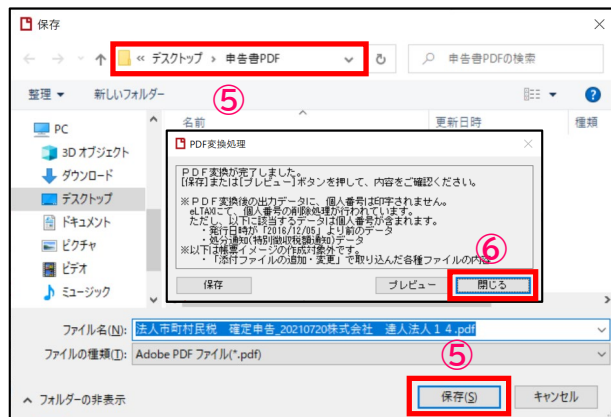 保存
« デスクトップ › 申告書PDF
申告書PDFの検索
整理 新しいフォルダー
⑤
PC
3D オブジェクト
ダウンロード
デスクトップ
ドキュメント
ピクチャ
ビデオ
ミュージック
名前 更新日時 種類
PDF変換処理
PDF変換が完了しました。
[保存]または[プレビュー]ボタンを押して、内容をご確認ください。
※PDF変換後の出力データに、個人番号は印字されません。
eLTAXにて、個人番号の削除処理が行われています。
ただし、以下に該当するデータは個人番号が含まれます。
・発行日時が「2016/12/05」より前のデータ
・処分通知(特別徴収税額通知)データ
※以下は帳票イメージの作成対象外です。
・「添付ファイルの追加・変更」で取り込んだ各種ファイルの内容
⑥
保存 プレビュー 閉じる
ファイル名(N): 法人市町村民税 確定申告_20210720株式会社 連人法人14.pdf
ファイルの種類(T): Adobe PDF ファイル(*.pdf)
⑤
フォルダーの非表示 保存(S) キャンセル